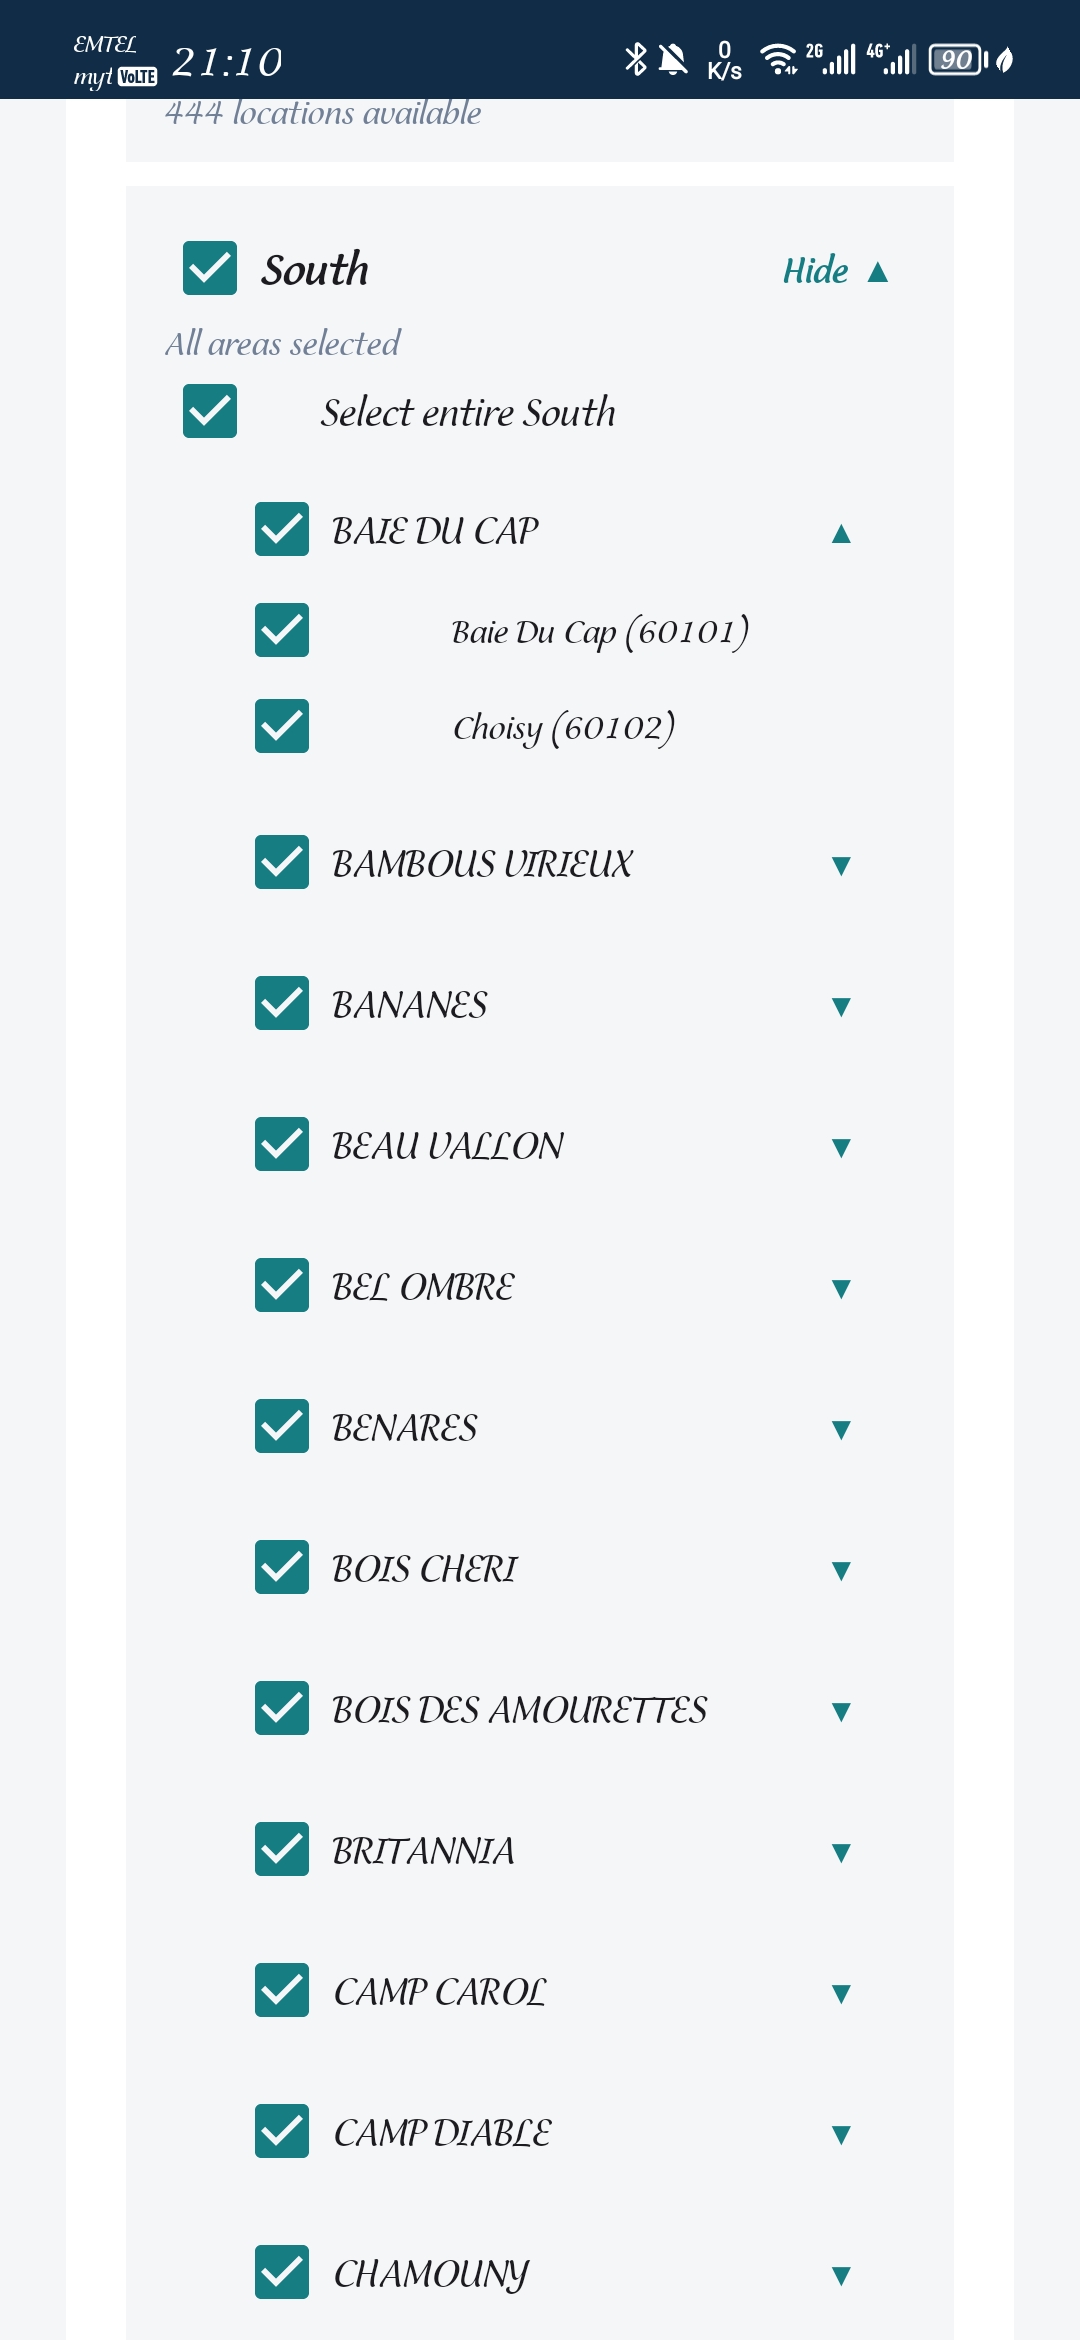 EMTEL
myt VoLTE
21:10
0
K/s
2G
4G+
90
444 locations available
South
Hide ▲
All areas selected
Select entire South
BAIE DU CAP ▲
Baie Du Cap (60101)
Choisy (60102)
BAMBOUS VIRIEUX ▼
BANANES ▼
BEAU VALLON ▼
BEL OMBRE ▼
BENARES ▼
BOIS CHERI ▼
BOIS DES AMOURETTES ▼
BRITANNIA ▼
CAMP CAROL ▼
CAMP DIABLE ▼
CHAMOUNY ▼